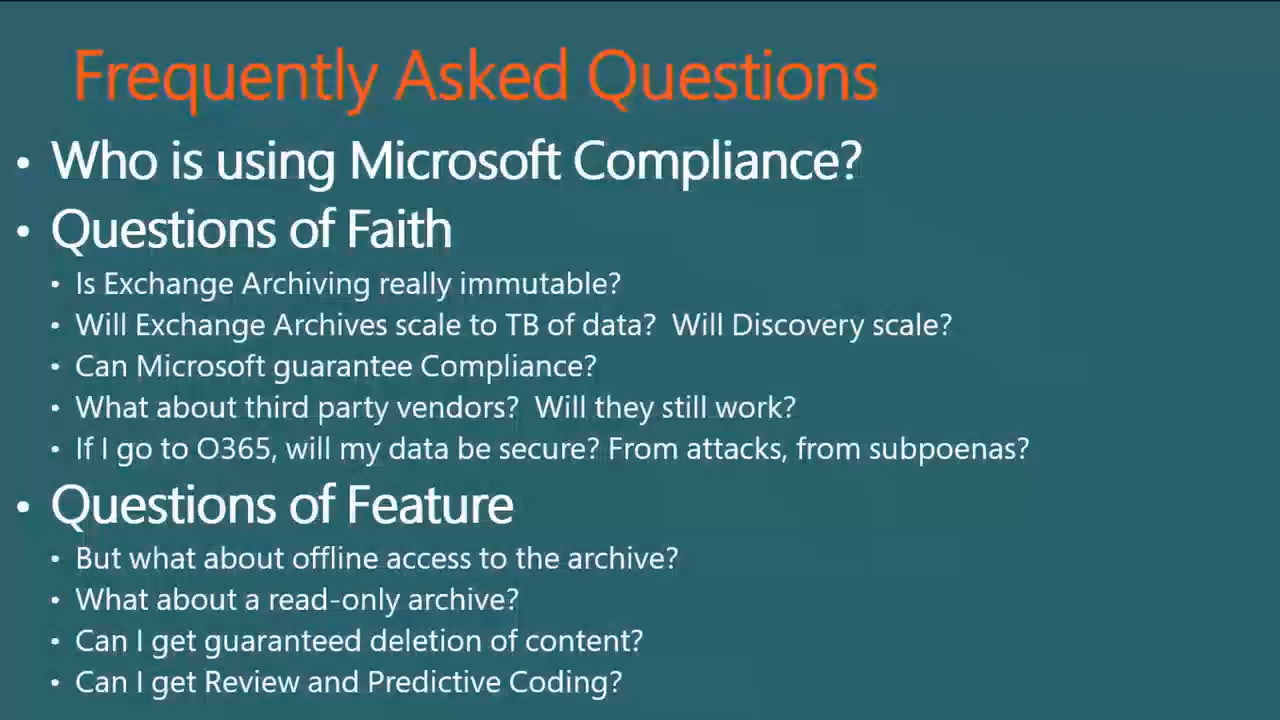 Frequently Asked Questions
• Who is using Microsoft Compliance?
• Questions of Faith
• Is Exchange Archiving really immutable?
• Will Exchange Archives scale to TB of data?  Will Discovery scale?
• Can Microsoft guarantee Compliance?
• What about third party vendors?  Will they still work?
• If I go to O365, will my data be secure? From attacks, from subpoenas?
• Questions of Feature
• But what about offline access to the archive?
• What about a read-only archive?
• Can I get guaranteed deletion of content?
• Can I get Review and Predictive Coding?